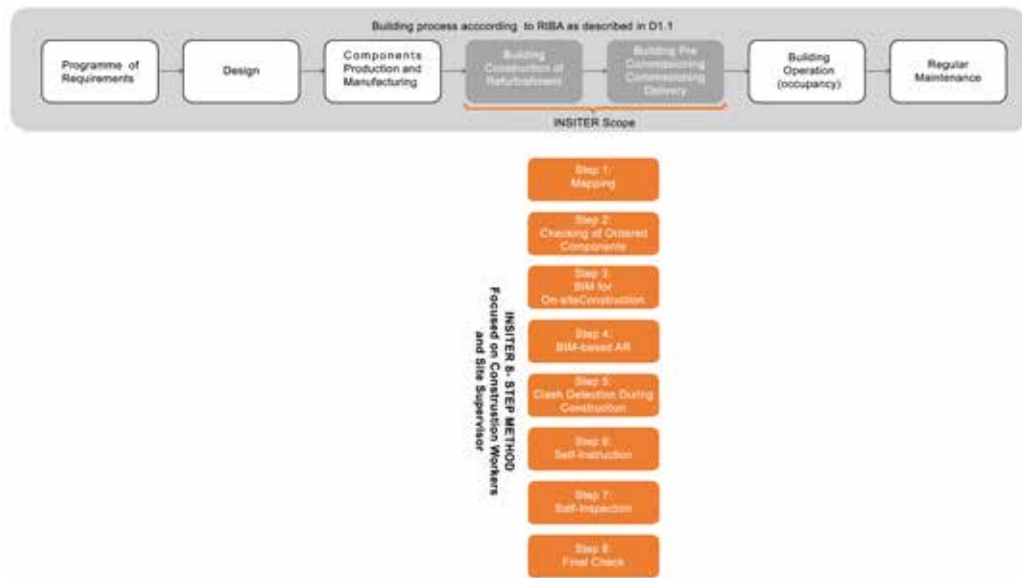 Building process acccording to RIBA as described in D1.1
Programme of
Requirements
Design
Components
Production and
Manufacturing
Building
Construction of
Refurbishment
Building Pre
Commissioning
Commissioning
Delivery
Building
Operation
(occupancy)
Regular
Maintenance
INSITER Scope
Step 1:
Mapping
Step 2:
Checking of Ordered
Components
Step 3:
BIM for
On-siteConstruction
Step 4:
BIM-based AR
Step 5:
Clash Detection During
Construction
Step 6:
Self-Instruction
Step 7:
Self-Inspection
Step 8:
Final Check
INSITER 8- STEP METHOD
Focused on Constrcution Workers
and Site Supervisor